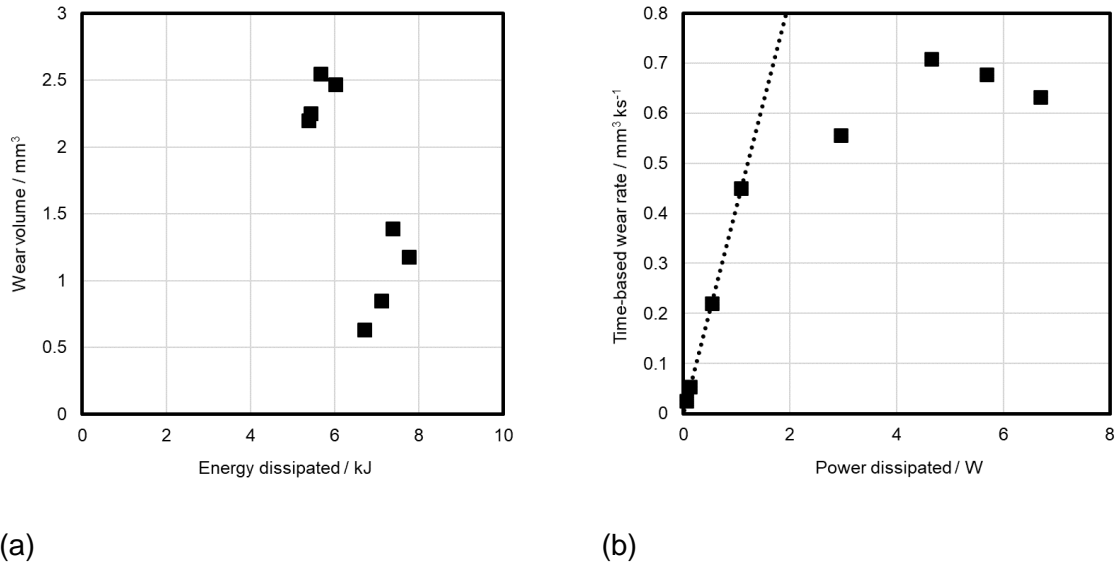 3
2.5
2
1.5
1
0.5
0
0 2 4 6 8 10
Wear volume / mm³
Energy dissipated / kJ
(a)
0.8
0.7
0.6
0.5
0.4
0.3
0.2
0.1
0
0 2 4 6 8
Time-based wear rate / mm³ ks⁻¹
Power dissipated / W
(b)